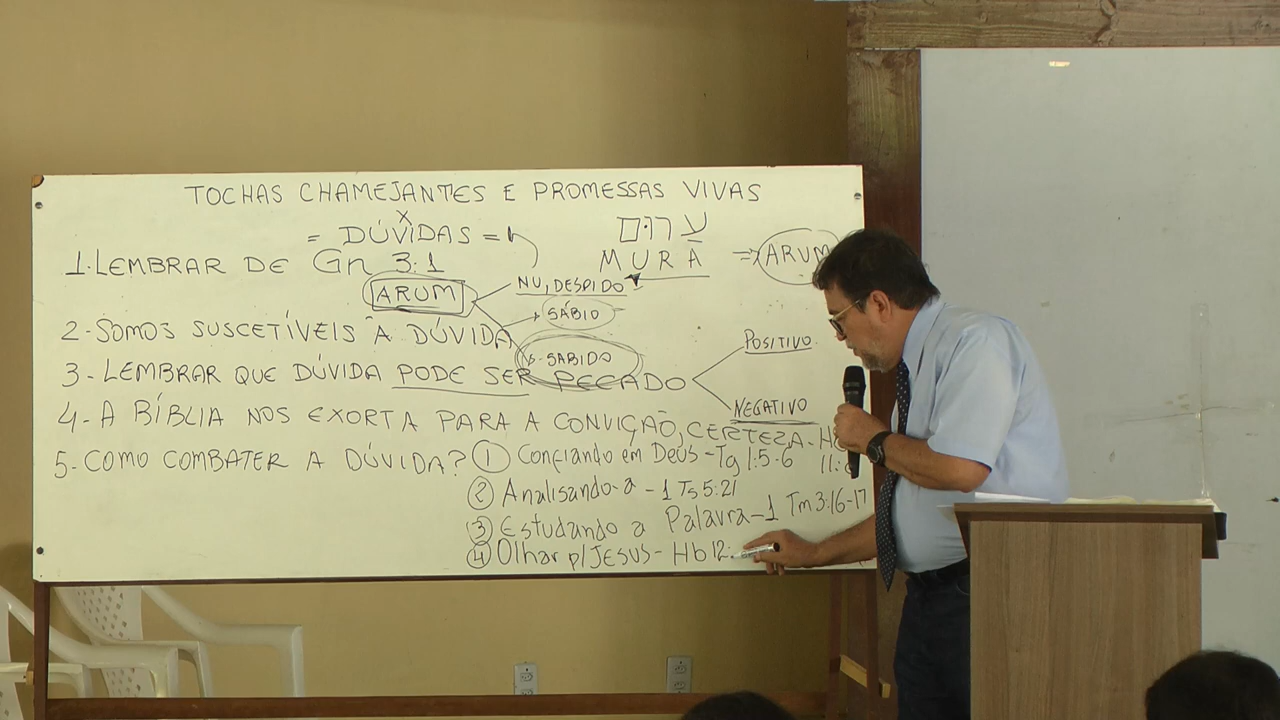 TOCHAS CHAMEJANTES E PROMESSAS VIVAS
X
= DÚVIDAS =
ערום
MURA => ARUM
1. LEMBRAR DE Gn 3:1
ARUM
NU, DESPIDO
SÁBIO
SABIDO
2 - SOMOS SUSCETÍVEIS À DÚVIDA
3 - LEMBRAR QUE DÚVIDA PODE SER PECADO
POSITIVO
NEGATIVO
4 - A BÍBLIA NOS EXORTA PARA A CONVIÇÃO, CERTEZA -
11:
5 - COMO COMBATER A DÚVIDA? 1 Confiando em Deus - Tg 1:5-6
2 Analisando-a - 1 Ts 5:21
3 Estudando a Palavra - 1 Tm 3:16-17
4 Olhar p/ JESUS - Hb 12: